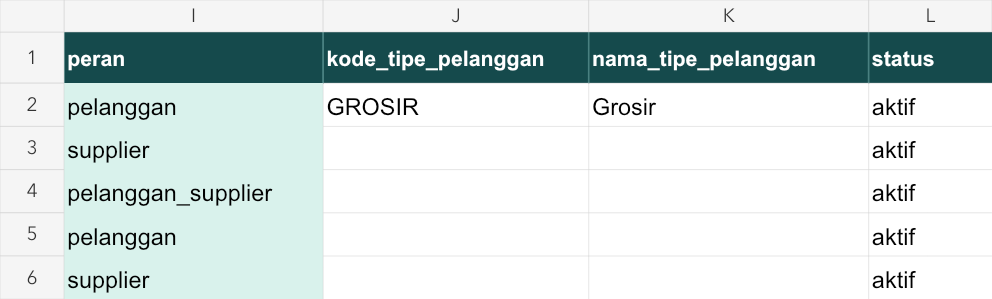 I J K L
1 peran kode_tipe_pelanggan nama_tipe_pelanggan status
2 pelanggan GROSIR Grosir aktif
3 supplier aktif
4 pelanggan_supplier aktif
5 pelanggan aktif
6 supplier aktif